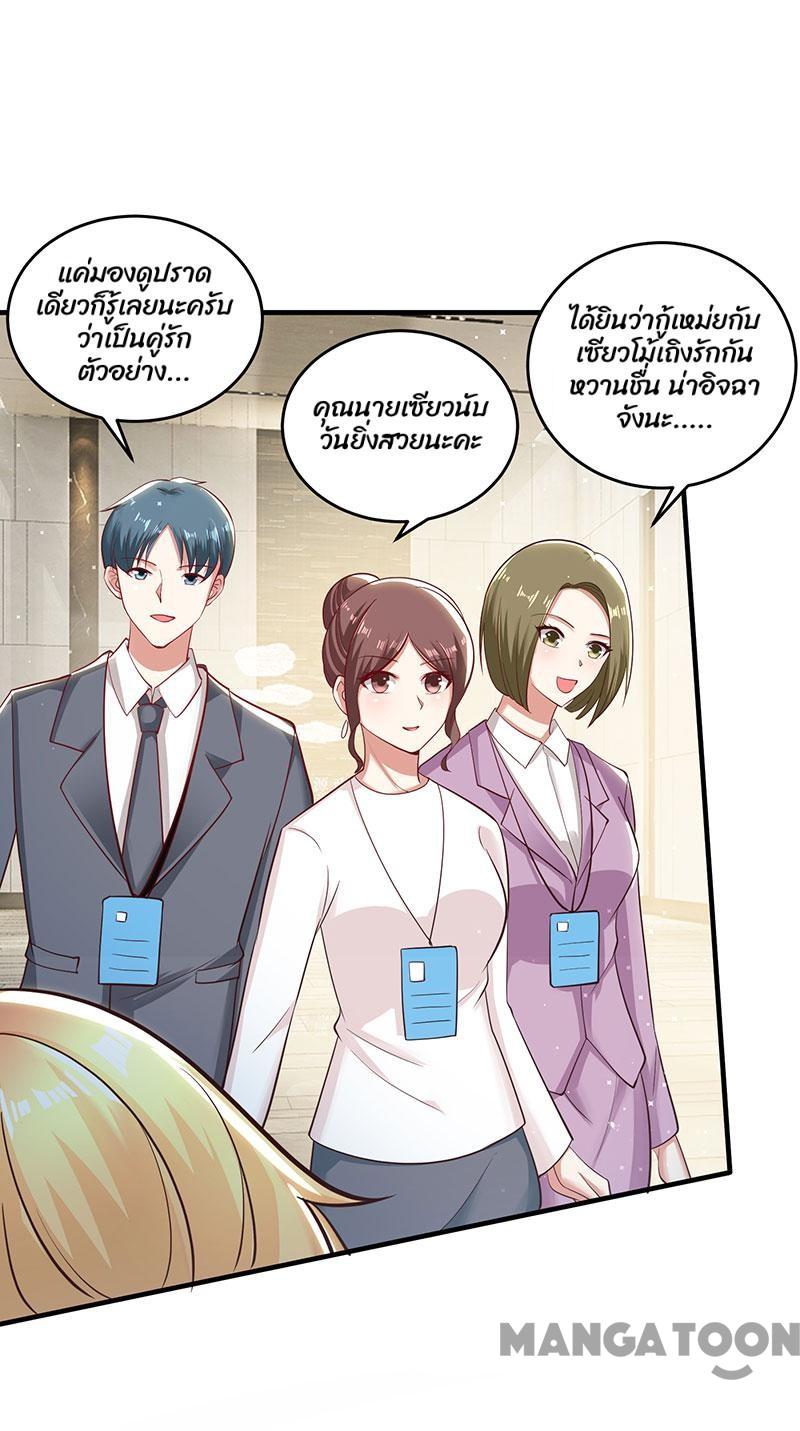 แค่มองดูปราด
เดียวก็รู้เลยนะครับ
ว่าเป็นคู่รัก
ตัวอย่าง...
คุณนายเซียวนับ
วันยิ่งสวยนะคะ
ได้ยินว่ากู้เหม่ยกับ
เซียวโม้เถิงรักกัน
หวานชื่น น่าอิจฉา
จังนะ.....
MANGATOON